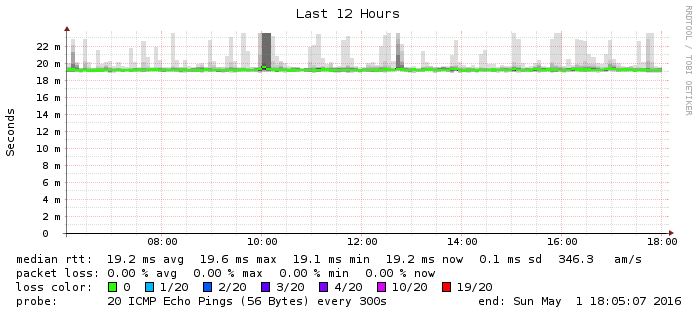 Last 12 Hours
RRDTOOL / TOBI OETIKER
Seconds
22 m
20 m
18 m
16 m
14 m
12 m
10 m
8 m
6 m
4 m
2 m
0
08:00 10:00 12:00 14:00 16:00 18:00
median rtt: 19.2 ms avg 19.6 ms max 19.1 ms min 19.2 ms now 0.1 ms sd 346.3 am/s
packet loss: 0.00 % avg 0.00 % max 0.00 % min 0.00 % now
loss color: 0 1/20 2/20 3/20 4/20 10/20 19/20
probe: 20 ICMP Echo Pings (56 Bytes) every 300s end: Sun May 1 18:05:07 2016